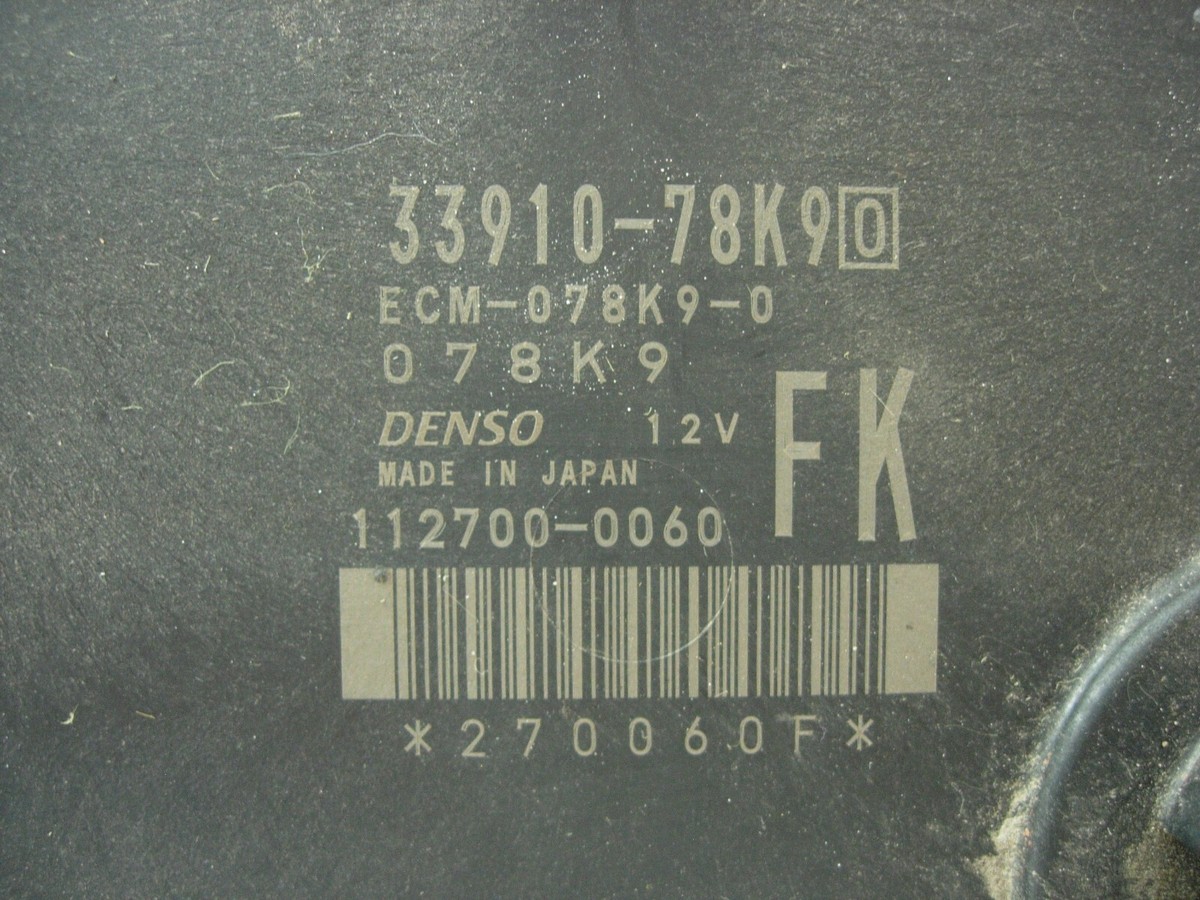 33910-78K90
ECM-078K9-0
078K9
DENSO 12V FK
MADE IN JAPAN
112700-0060
*270060F*